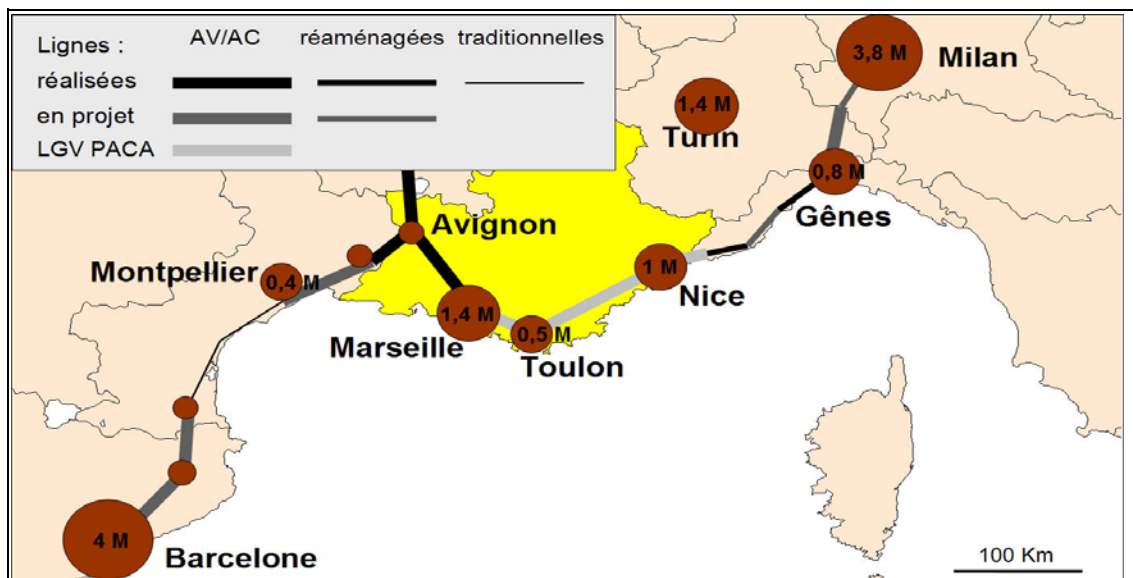 Lignes : AV/AC réaménagées traditionnelles
réalisées
en projet
LGV PACA
3,8 M Milan
1,4 M
Turin
0,8 M
Gênes
Avignon
Montpellier 0,4 M
1 M
Nice
1,4 M
Marseille
0,5 M
Toulon
4 M
Barcelone
100 Km